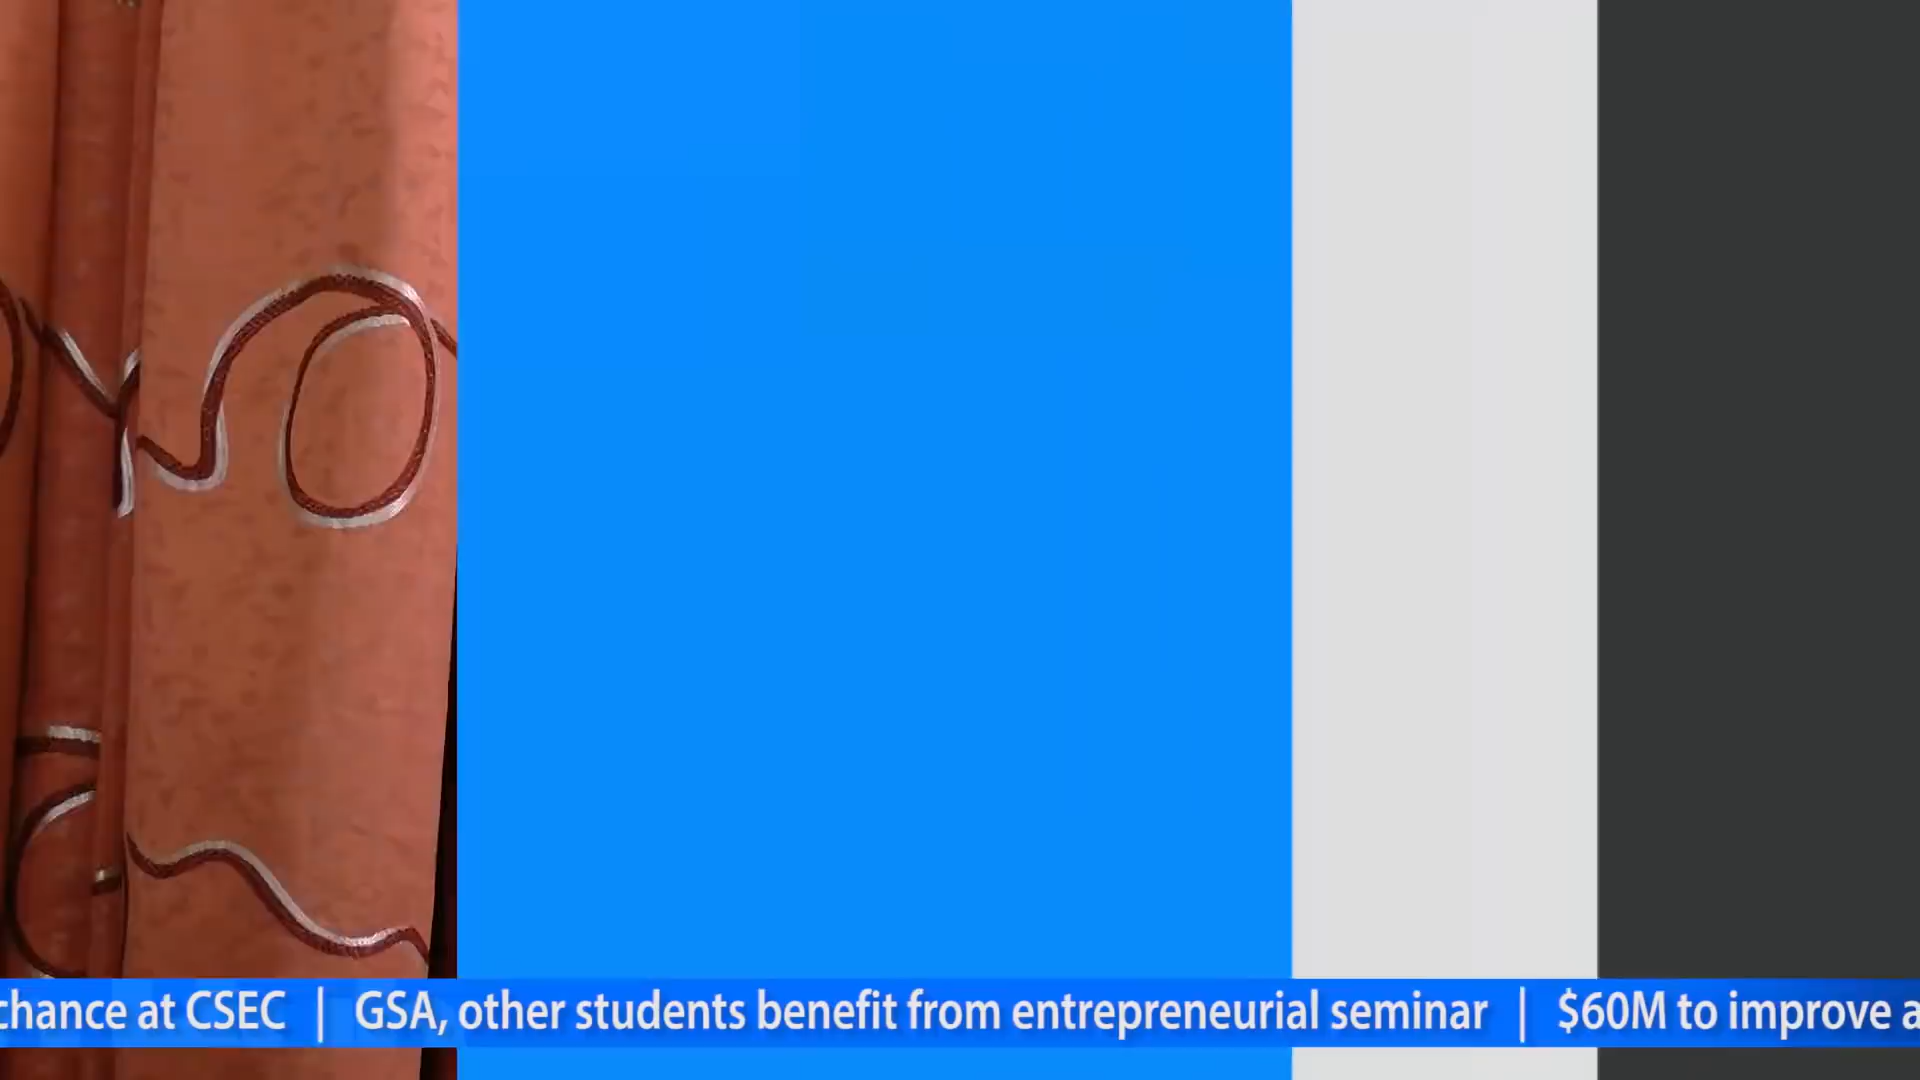 chance at CSEC | GSA, other students benefit from entrepreneurial seminar | $60M to improve a